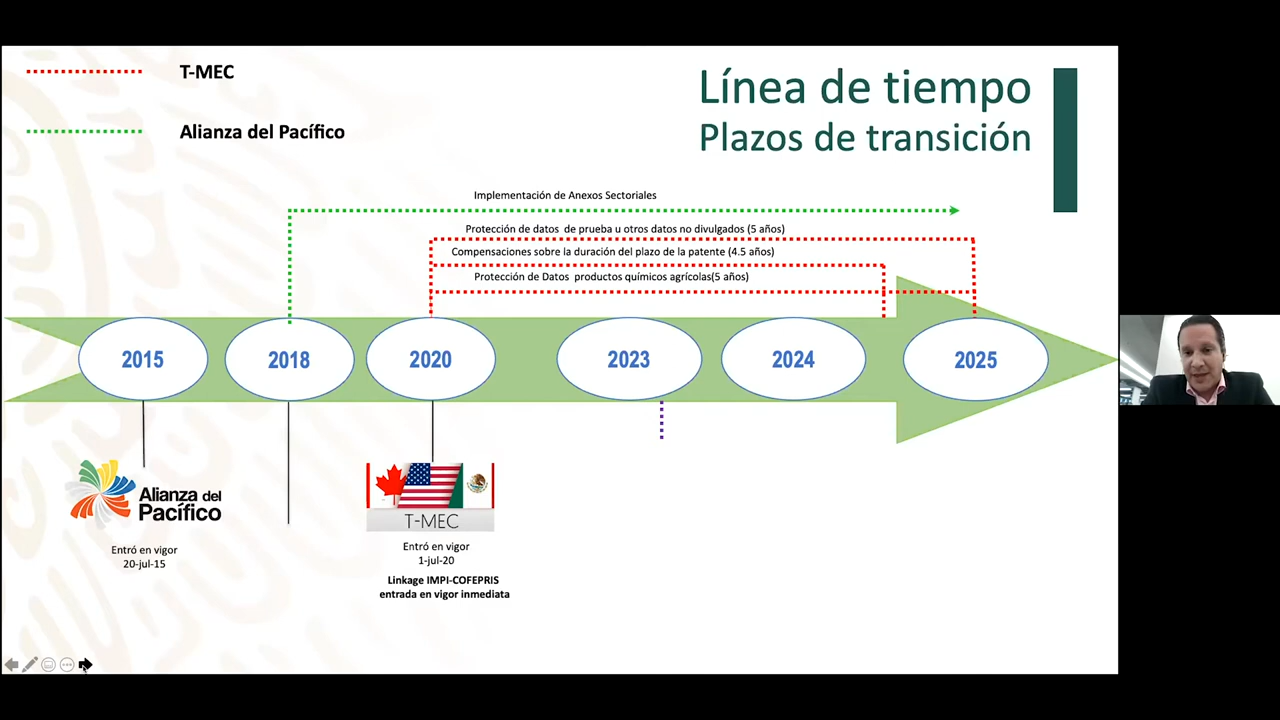 T-MEC
Alianza del Pacífico
Línea de tiempo
Plazos de transición
Implementación de Anexos Sectoriales
Protección de datos de prueba u otros datos no divulgados (5 años)
Compensaciones sobre la duración del plazo de la patente (4.5 años)
Protección de Datos productos químicos agrícolas(5 años)
2015
2018
2020
2023
2024
2025
Alianza del
Pacífico
Entró en vigor
20-jul-15
T-MEC
Entró en vigor
1-jul-20
Linkage IMPI-COFEPRIS
entrada en vigor inmediata